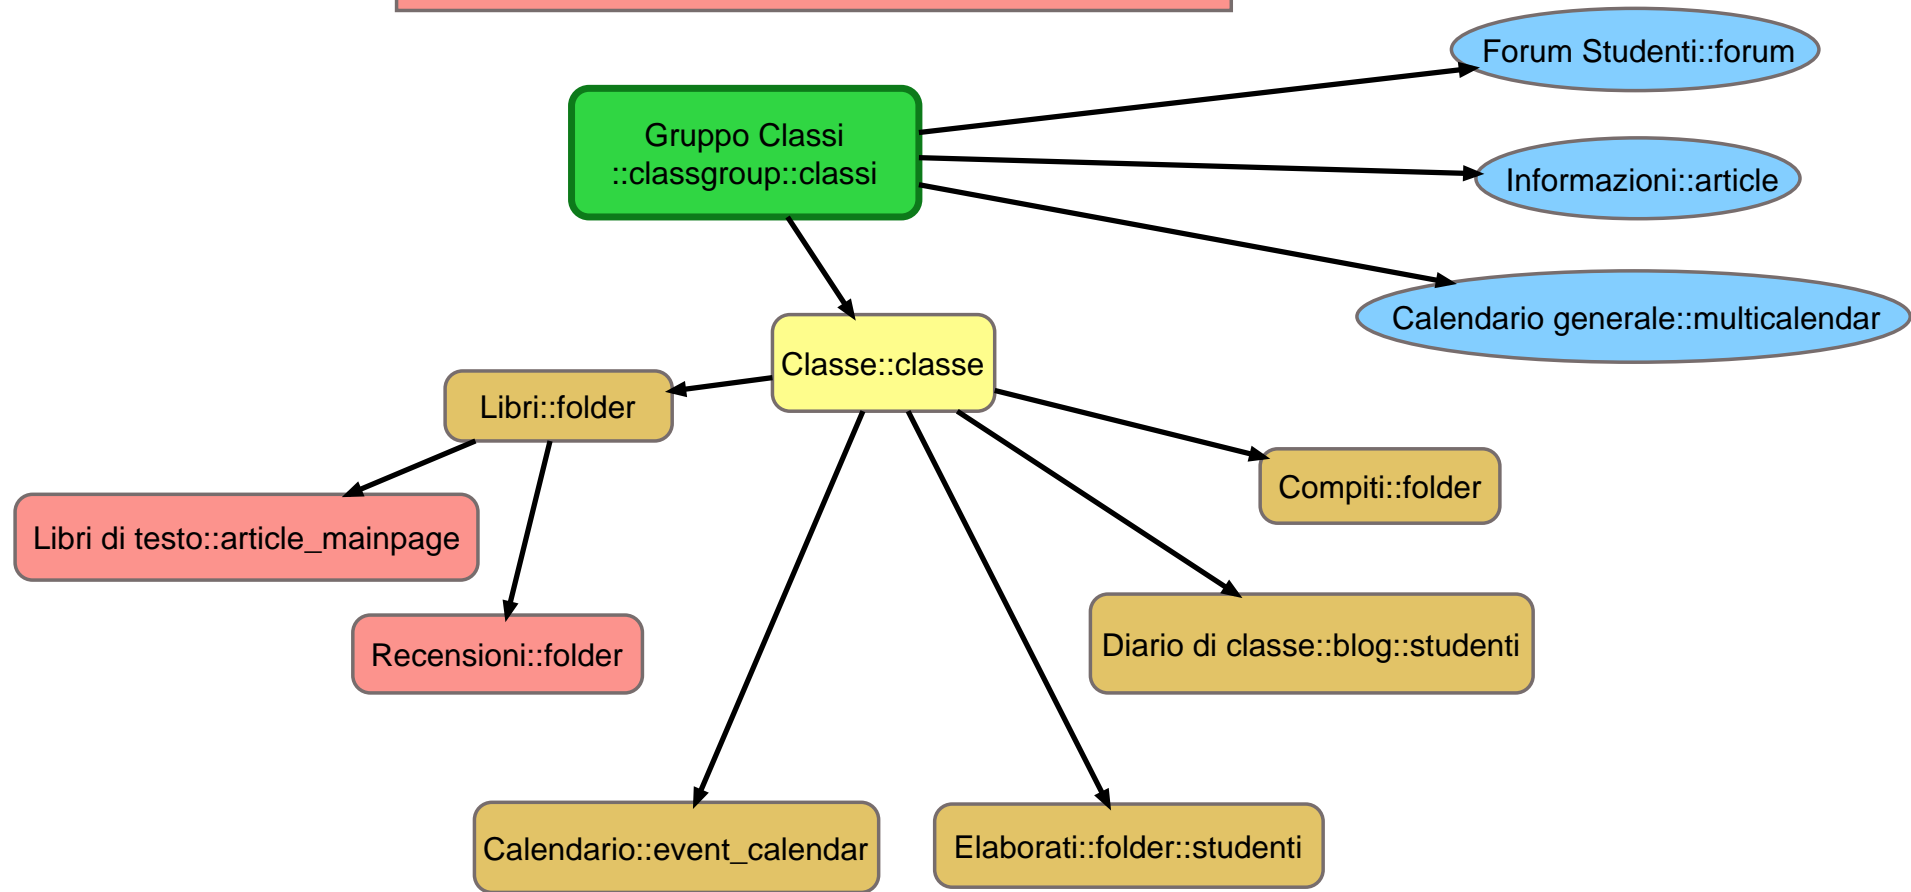 Forum Studenti::forum
Gruppo Classi
::classgroup::classi
Informazioni::article
Calendario generale::multicalendar
Classe::classe
Libri::folder
Compiti::folder
Libri di testo::article_mainpage
Recensioni::folder
Diario di classe::blog::studenti
Calendario::event_calendar
Elaborati::folder::studenti